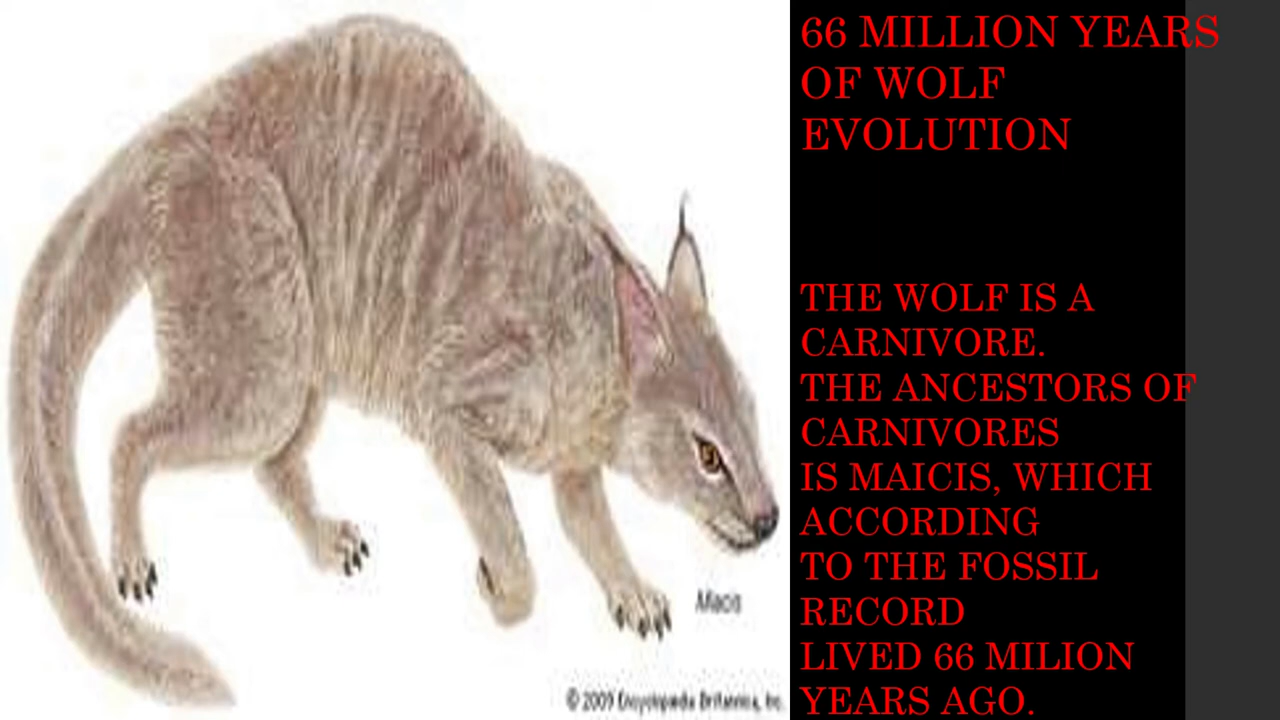 66 MILLION YEARS
OF WOLF
EVOLUTION
THE WOLF IS A
CARNIVORE.
THE ANCESTORS OF
CARNIVORES
IS MAICIS, WHICH
ACCORDING
TO THE FOSSIL
RECORD
LIVED 66 MILION
YEARS AGO.
Miacis
© 2009 Encyclopædia Britannica, Inc.